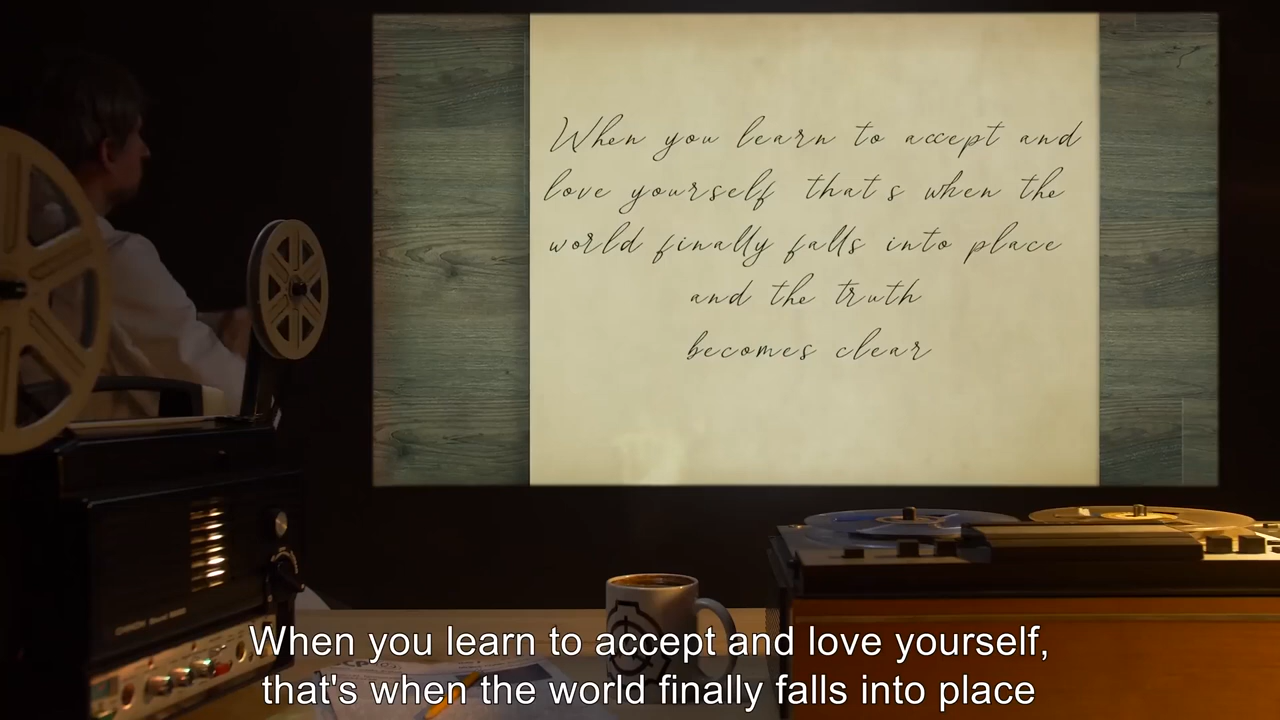 When you learn to accept and
love yourself that s when the
world finally falls into place
and the truth
becomes clear
When you learn to accept and love yourself,
that's when the world finally falls into place